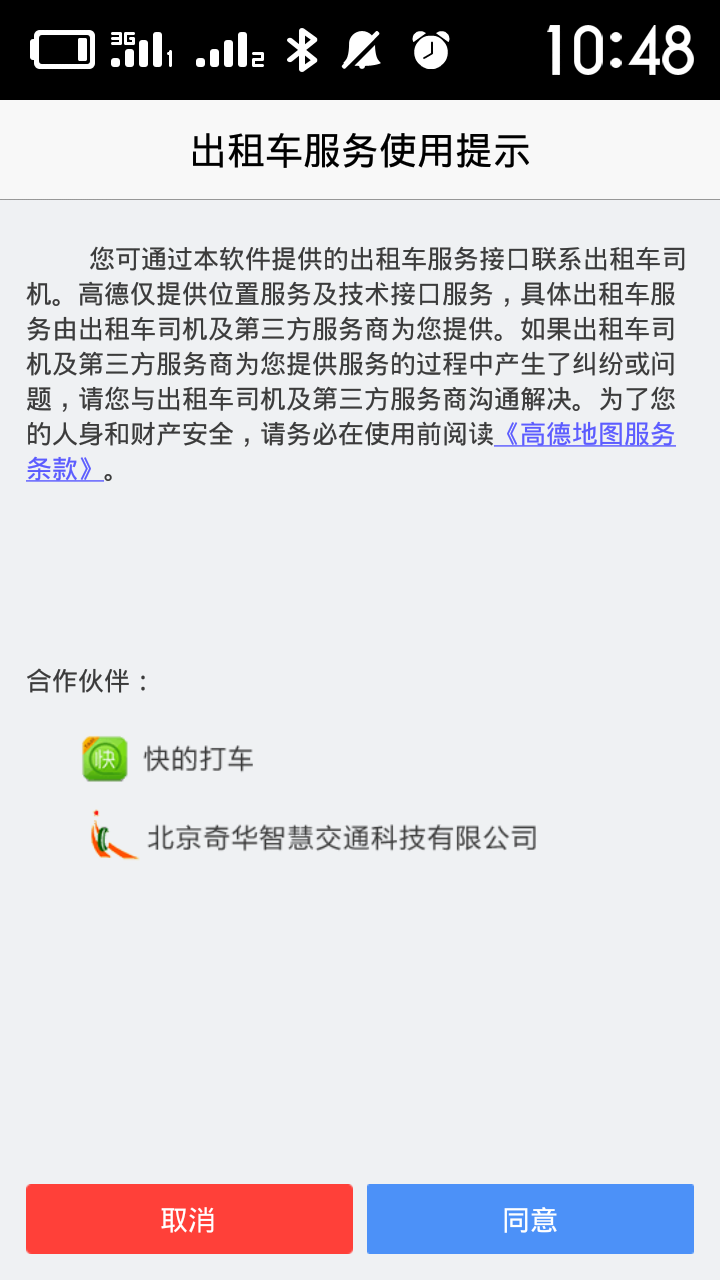 3G 1 2 10:48
出租车服务使用提示
您可通过本软件提供的出租车服务接口联系出租车司
机。高德仅提供位置服务及技术接口服务，具体出租车服
务由出租车司机及第三方服务商为您提供。如果出租车司
机及第三方服务商为您提供服务的过程中产生了纠纷或问
题，请您与出租车司机及第三方服务商沟通解决。为了您
的人身和财产安全，请务必在使用前阅读《高德地图服务
条款》。
合作伙伴：
快 快的打车
北京奇华智慧交通科技有限公司
取消 同意